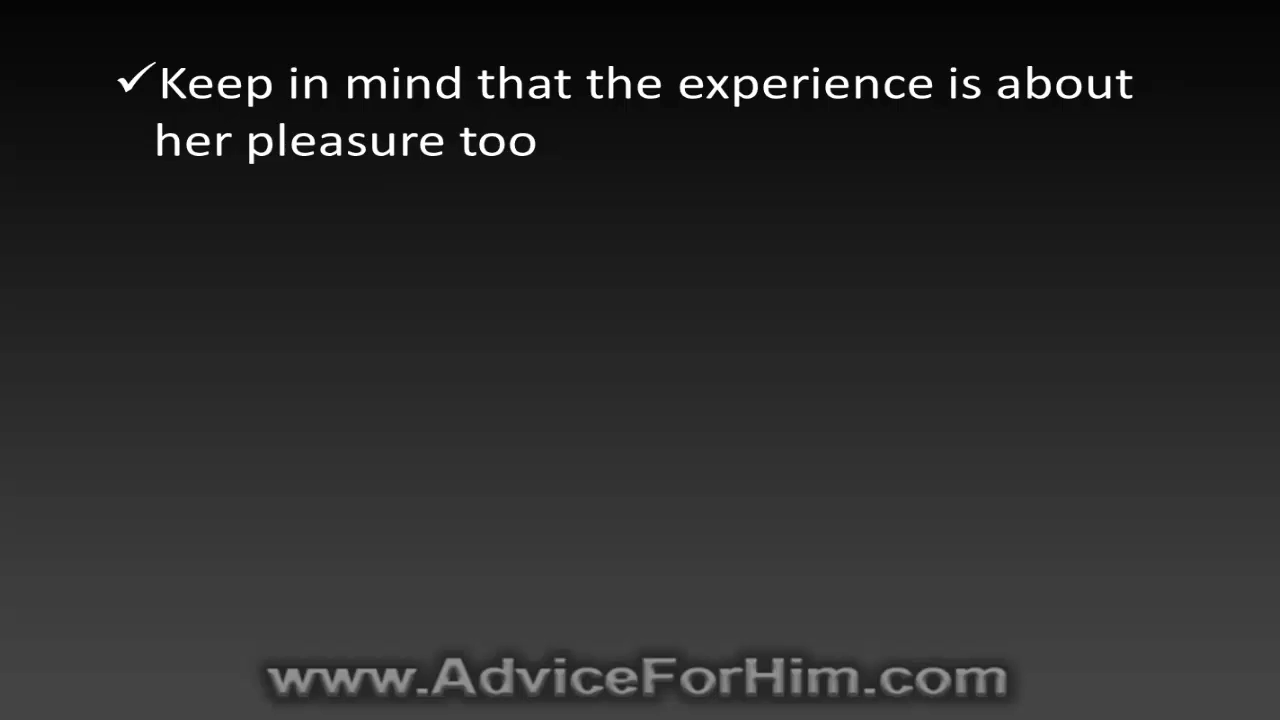 ✓Keep in mind that the experience is about
her pleasure too
www.AdviceForHim.com